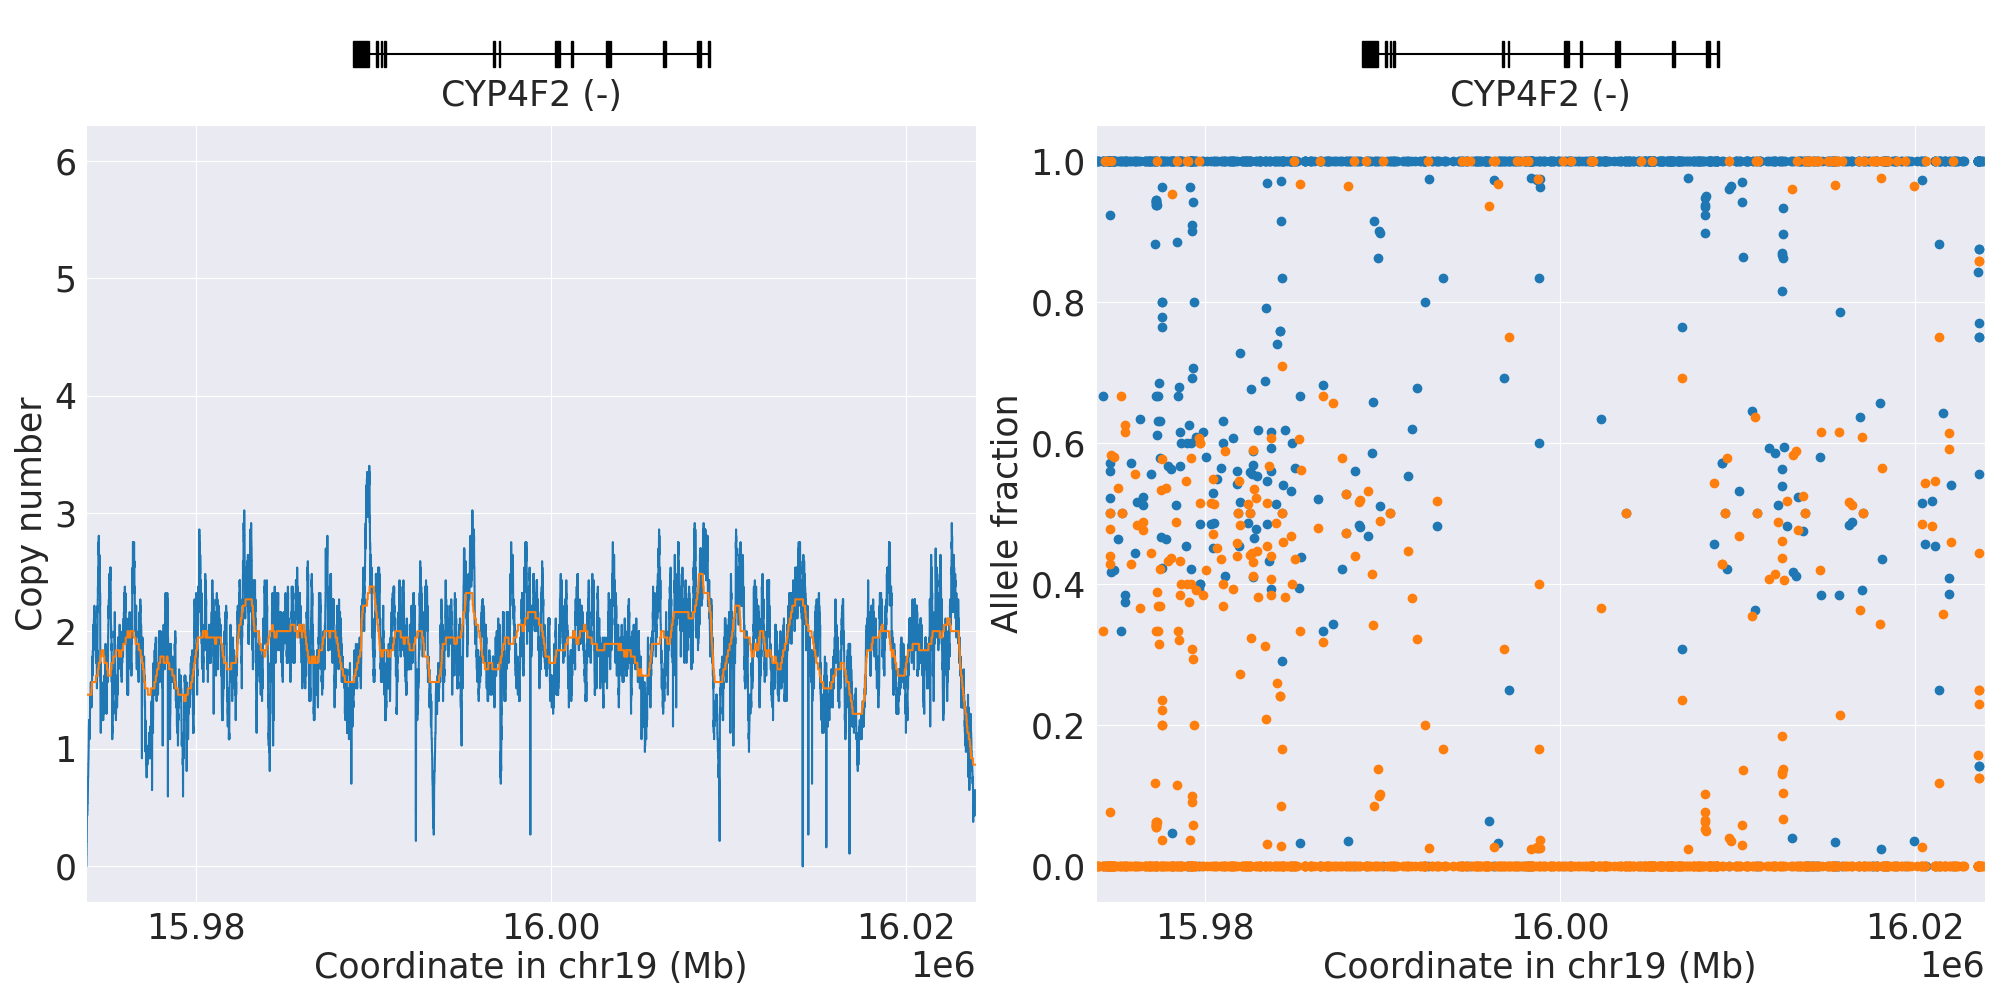 CYP4F2 (-)
6
5
4
3
2
1
0
Copy number
15.98
16.00
16.02
Coordinate in chr19 (Mb)
1e6
CYP4F2 (-)
1.0
0.8
0.6
0.4
0.2
0.0
Allele fraction
15.98
16.00
16.02
Coordinate in chr19 (Mb)
1e6